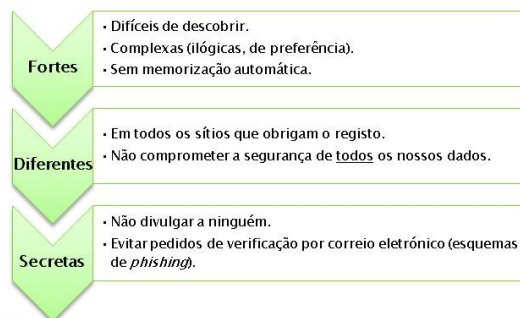 Fortes
• Difíceis de descobrir.
• Complexas (ilógicas, de preferência).
• Sem memorização automática.
Diferentes
• Em todos os sítios que obrigam o registo.
• Não comprometer a segurança de todos os nossos dados.
Secretas
• Não divulgar a ninguém.
• Evitar pedidos de verificação por correio eletrónico (esquemas
de phishing).